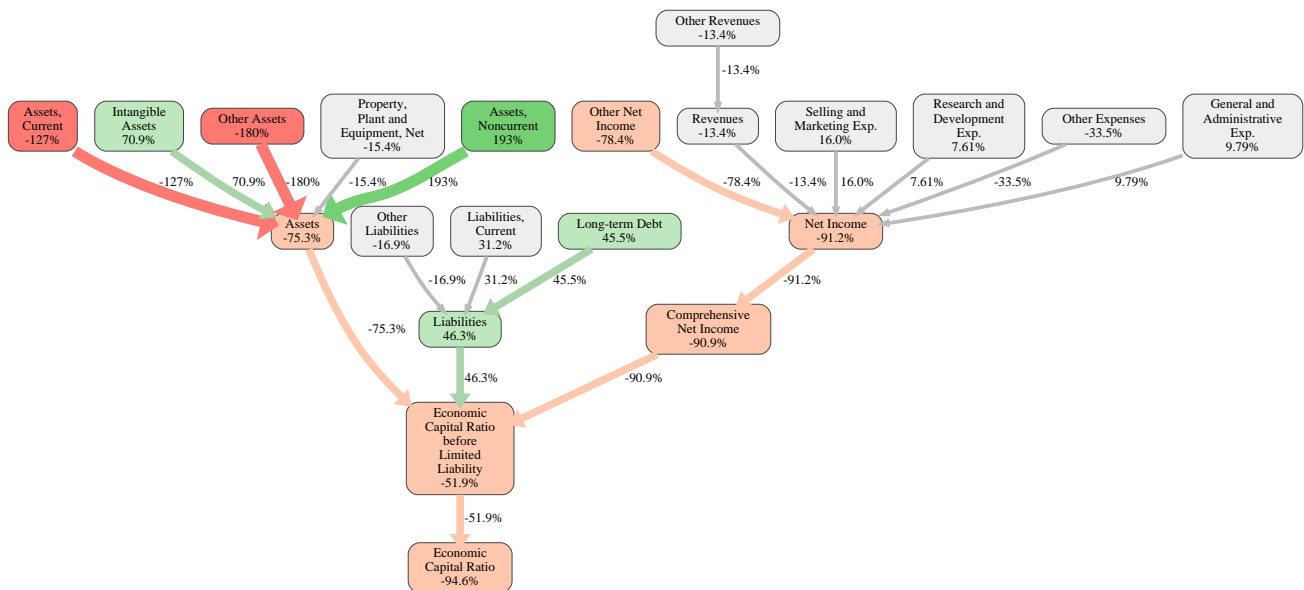 Other Revenues
-13.4%
-13.4%
Assets,
Current
-127%
Intangible
Assets
70.9%
Other Assets
-180%
Property,
Plant and
Equipment, Net
-15.4%
Assets,
Noncurrent
193%
Other Net
Income
-78.4%
Revenues
-13.4%
Selling and
Marketing Exp.
16.0%
Research and
Development
Exp.
7.61%
Other Expenses
-33.5%
General and
Administrative
Exp.
9.79%
-127%
70.9%
-180%
-15.4%
193%
-78.4%
-13.4%
16.0%
7.61%
-33.5%
9.79%
Assets
-75.3%
Other
Liabilities
-16.9%
Liabilities,
Current
31.2%
Long-term Debt
45.5%
Net Income
-91.2%
-16.9%
31.2%
45.5%
-91.2%
-75.3%
Liabilities
46.3%
Comprehensive
Net Income
-90.9%
46.3%
-90.9%
Economic
Capital Ratio
before
Limited
Liability
-51.9%
-51.9%
Economic
Capital Ratio
-94.6%